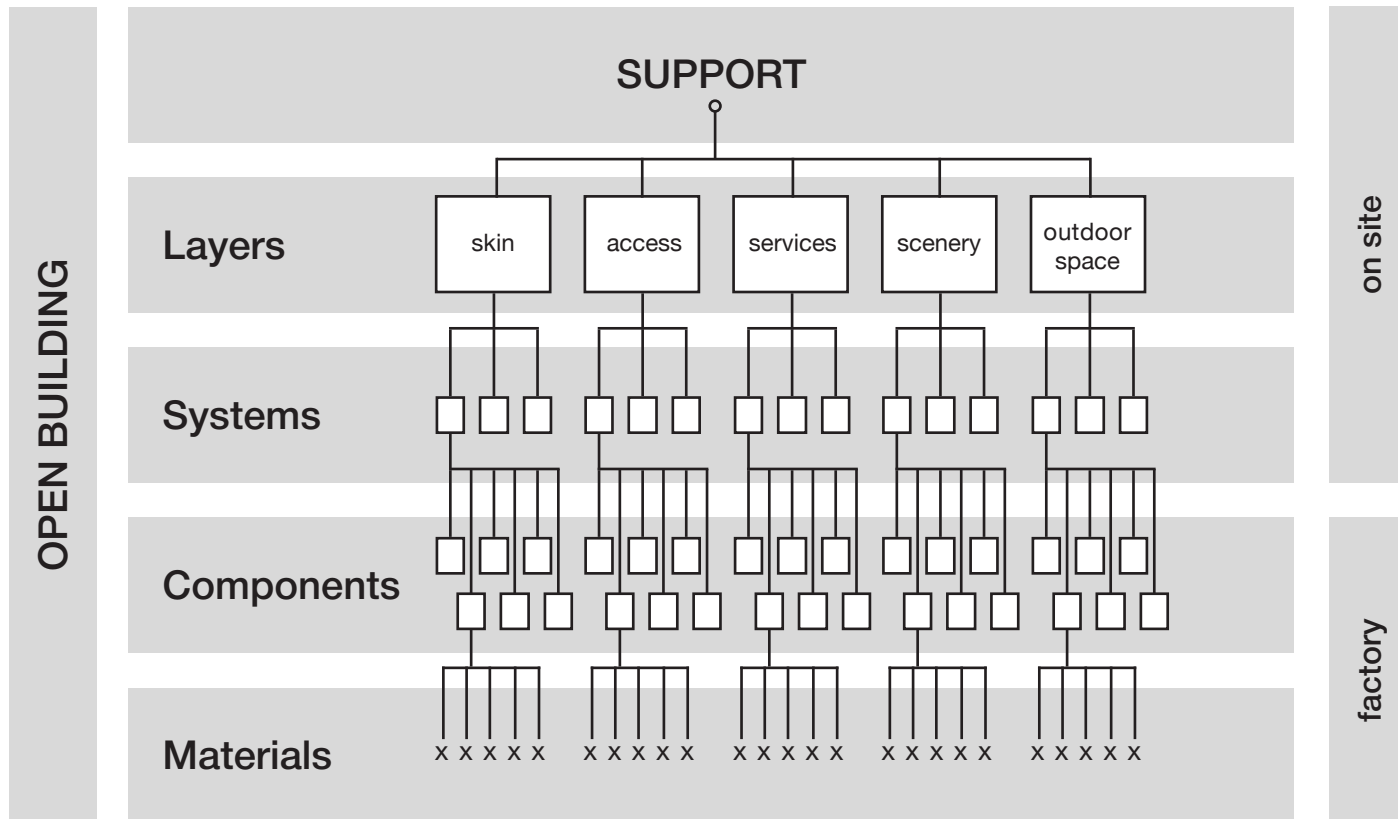 OPEN BUILDING
SUPPORT
Layers
skin
access
services
scenery
outdoor
space
Systems
Components
Materials
x x x x x
x x x x x
x x x x x
x x x x x
x x x x x
on site
factory